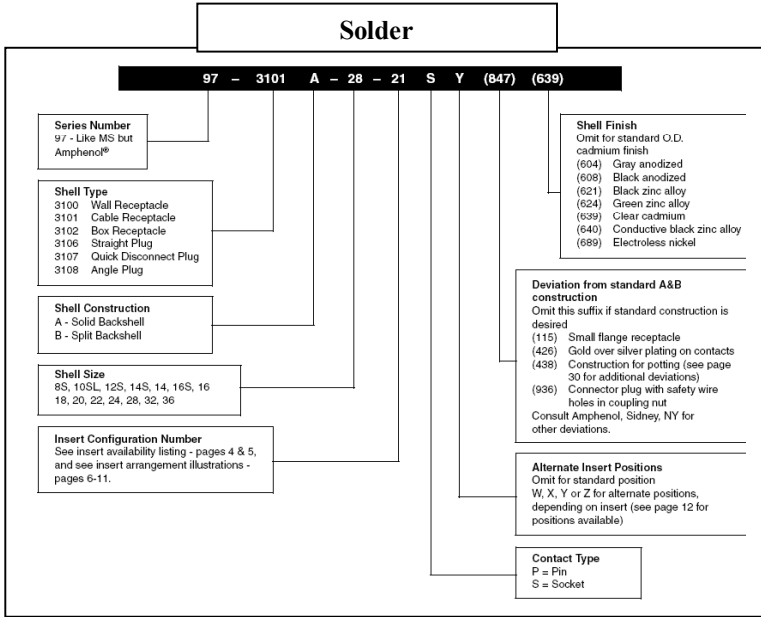 Solder
97 – 3101 A – 28 – 21 S Y (847) (639)
Series Number
97 - Like MS but
Amphenol®
Shell Type
3100 Wall Receptacle
3101 Cable Receptacle
3102 Box Receptacle
3106 Straight Plug
3107 Quick Disconnect Plug
3108 Angle Plug
Shell Construction
A - Solid Backshell
B - Split Backshell
Shell Size
8S, 10SL, 12S, 14S, 14, 16S, 16
18, 20, 22, 24, 28, 32, 36
Insert Configuration Number
See insert availability listing - pages 4 & 5,
and see insert arrangement illustrations -
pages 6-11.
Shell Finish
Omit for standard O.D.
cadmium finish
(604) Gray anodized
(608) Black anodized
(621) Black zinc alloy
(624) Green zinc alloy
(639) Clear cadmium
(640) Conductive black zinc alloy
(689) Electroless nickel
Deviation from standard A&B
construction
Omit this suffix if standard construction is
desired
(115) Small flange receptacle
(426) Gold over silver plating on contacts
(438) Construction for potting (see page
30 for additional deviations)
(936) Connector plug with safety wire
holes in coupling nut
Consult Amphenol, Sidney, NY for
other deviations.
Alternate Insert Positions
Omit for standard position
W, X, Y or Z for alternate positions,
depending on insert (see page 12 for
positions available)
Contact Type
P = Pin
S = Socket